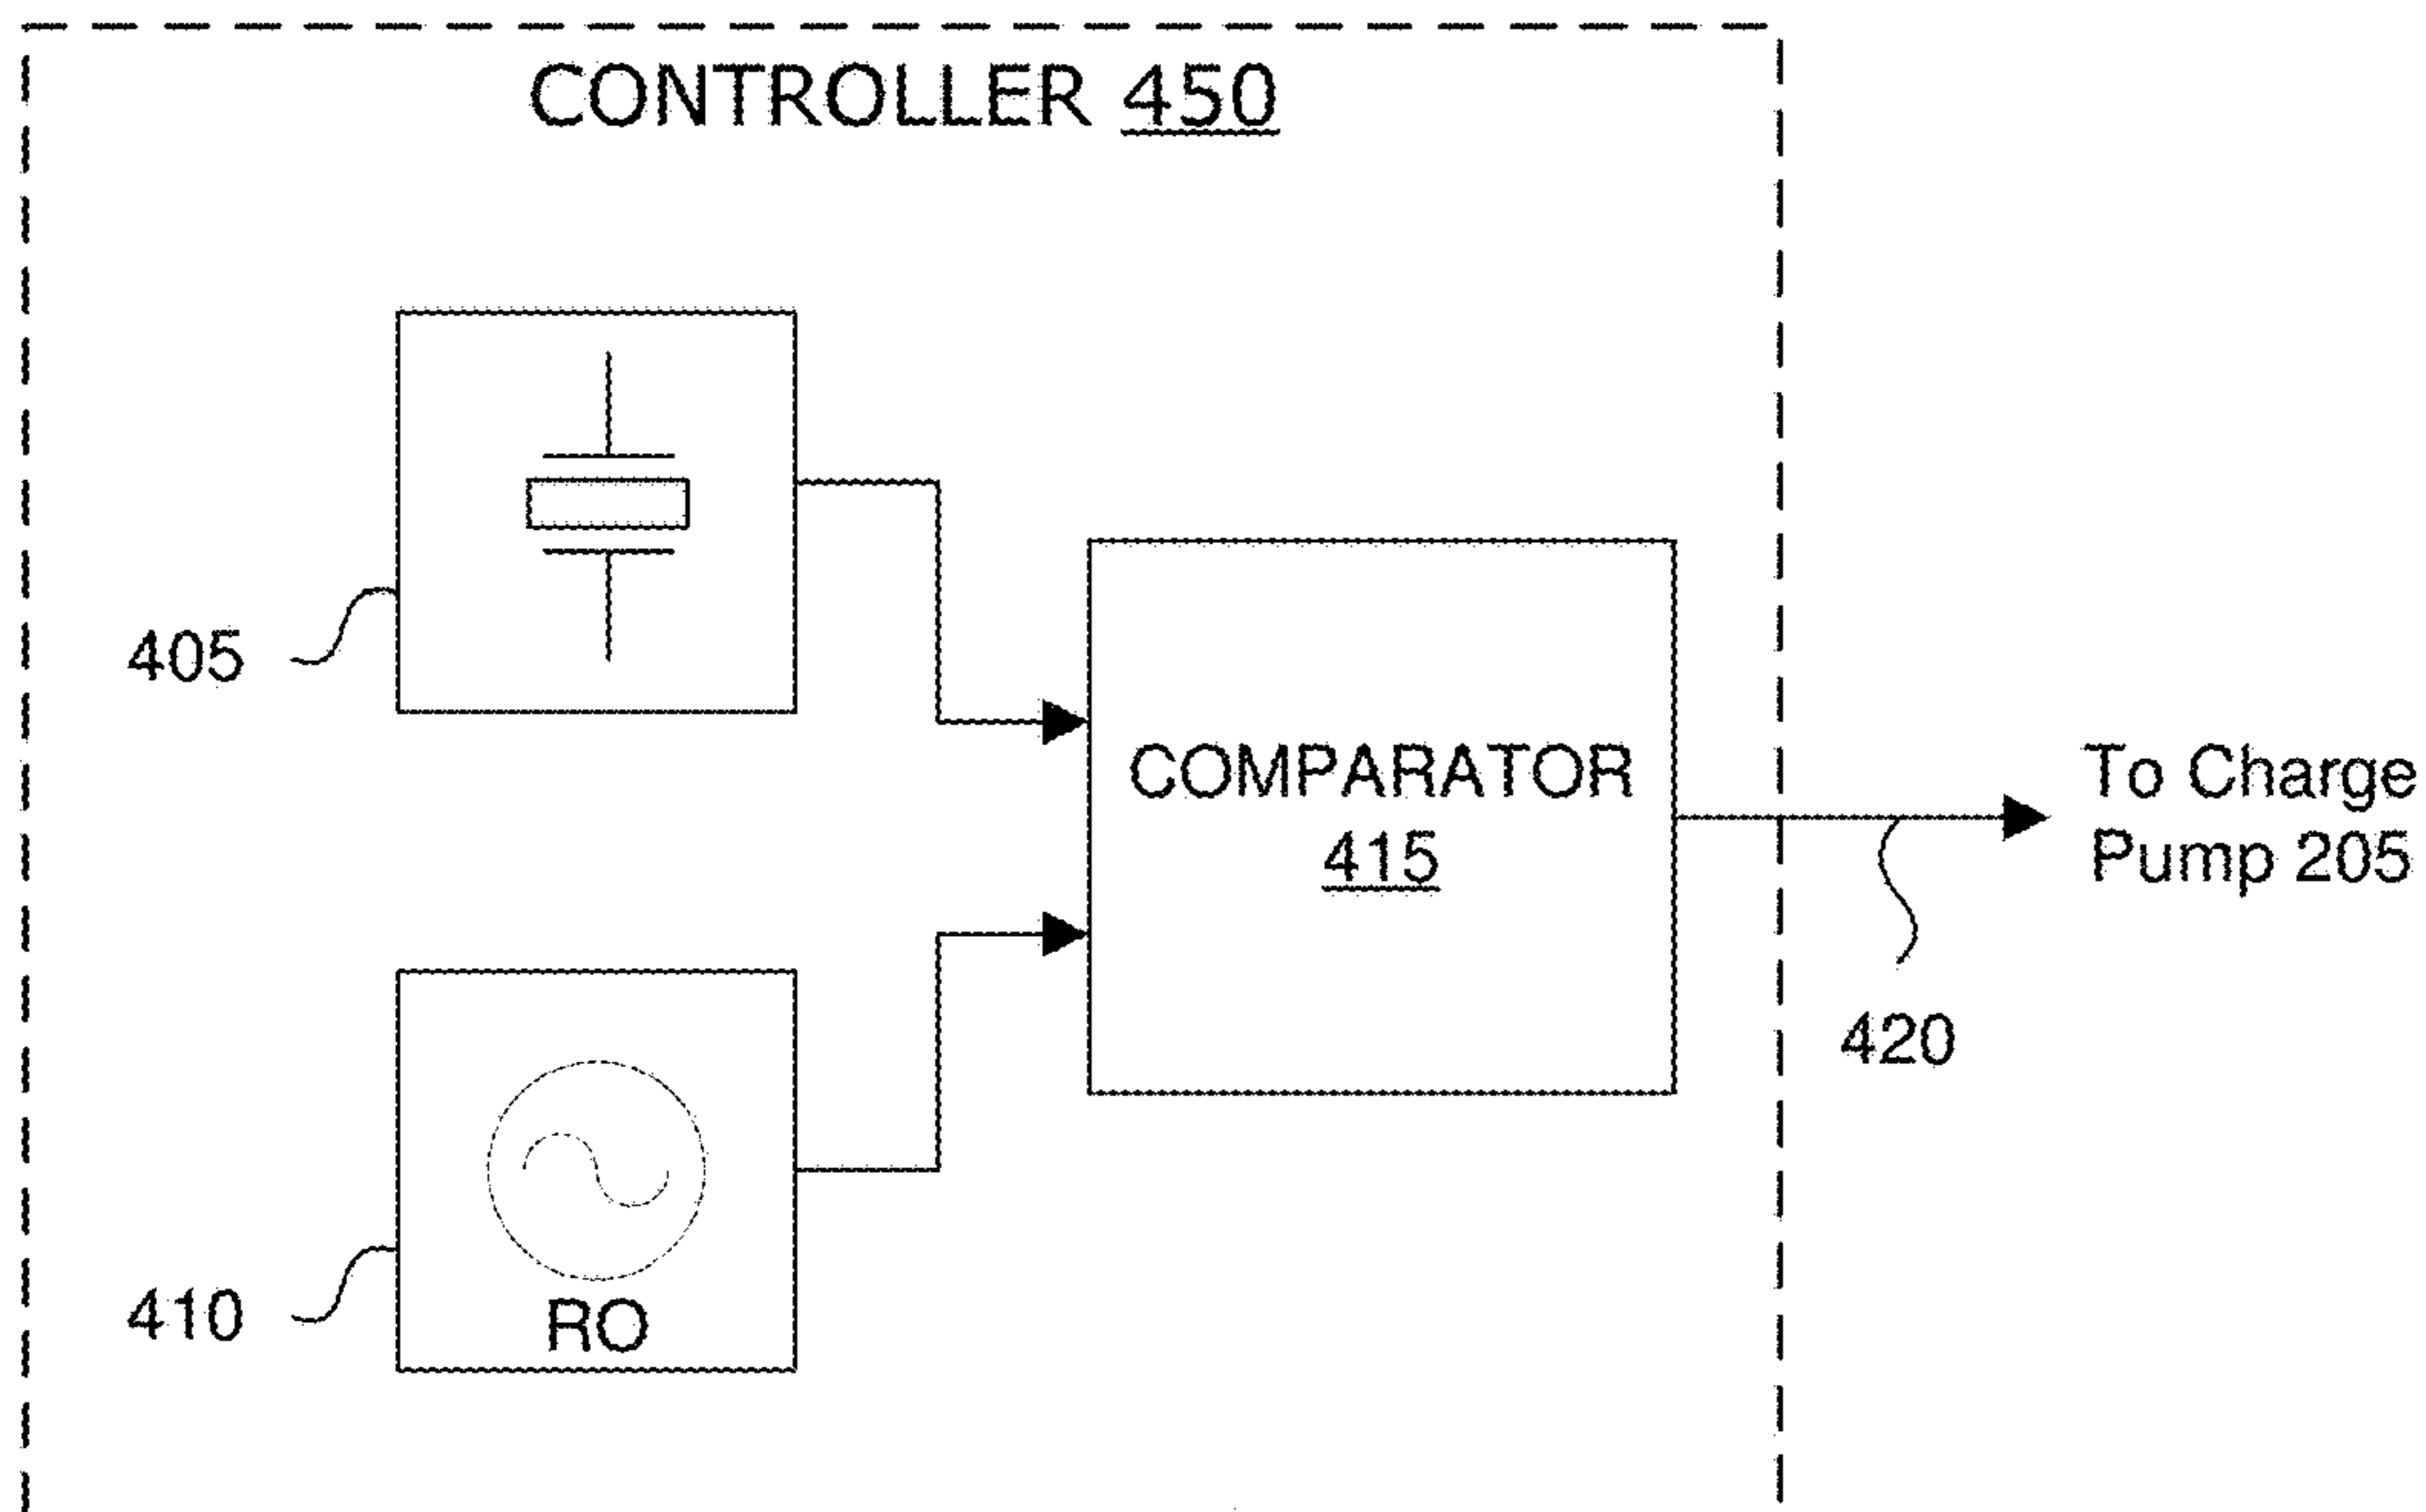 CONTROLLER 450
405
COMPARATOR
415
To Charge
Pump 205
420
410
RO